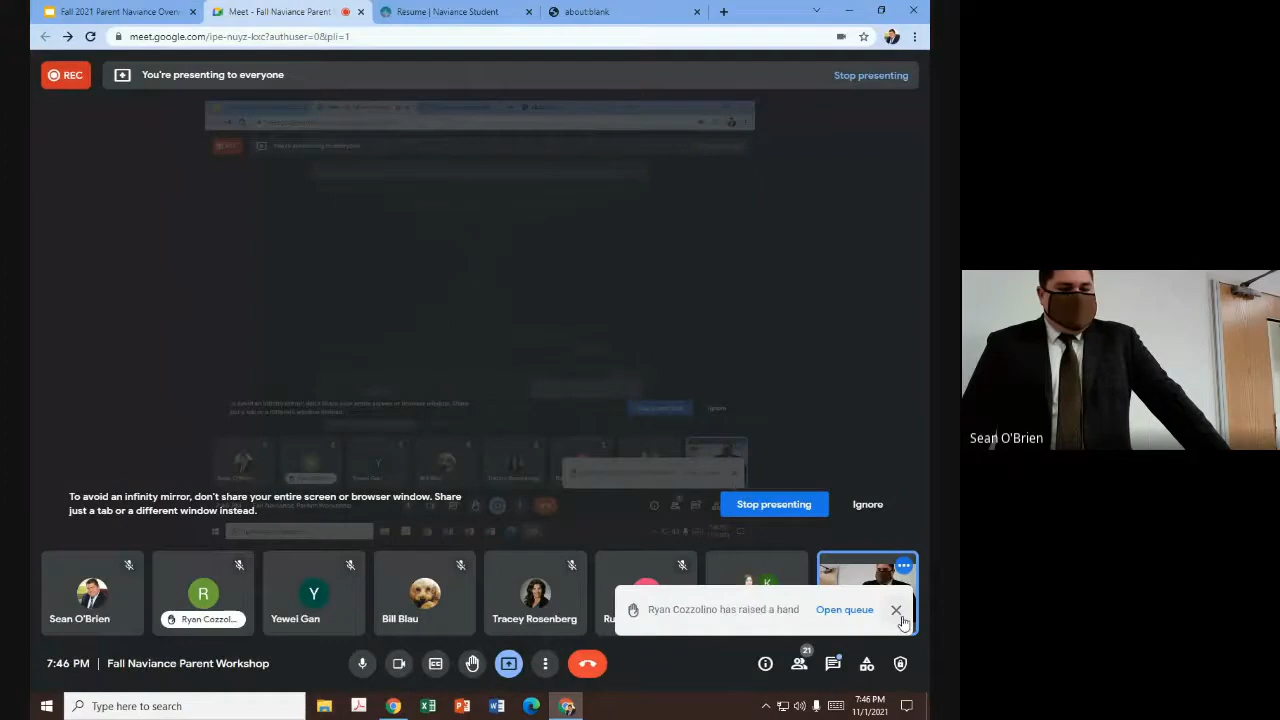 Fall 2021 Parent Naviance Overv
Meet - Fall Naviance Parent
Resume | Naviance Student
about:blank
meet.google.com/ipe-nuyz-kxc?authuser=0&pli=1
REC
You're presenting to everyone
Stop presenting
To avoid an infinity mirror, don't share your entire screen or browser window. Share
just a tab or a different window instead.
Stop presenting
Ignore
Sean O'Brien
Ryan Cozzol...
Yewei Gan
Bill Blau
Tracey Rosenberg
Ru
Ryan Cozzolino has raised a hand
Open queue
7:46 PM
Fall Naviance Parent Workshop
21
Type here to search
7:46 PM
11/1/2021
Sean O'Brien